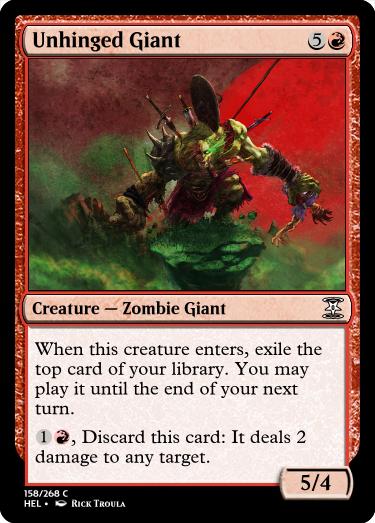 Unhinged Giant 5
Creature — Zombie Giant
When this creature enters, exile the
top card of your library. You may
play it until the end of your next
turn.
1 , Discard this card: It deals 2
damage to any target.
5/4
158/268 C
HEL • Rick Troula